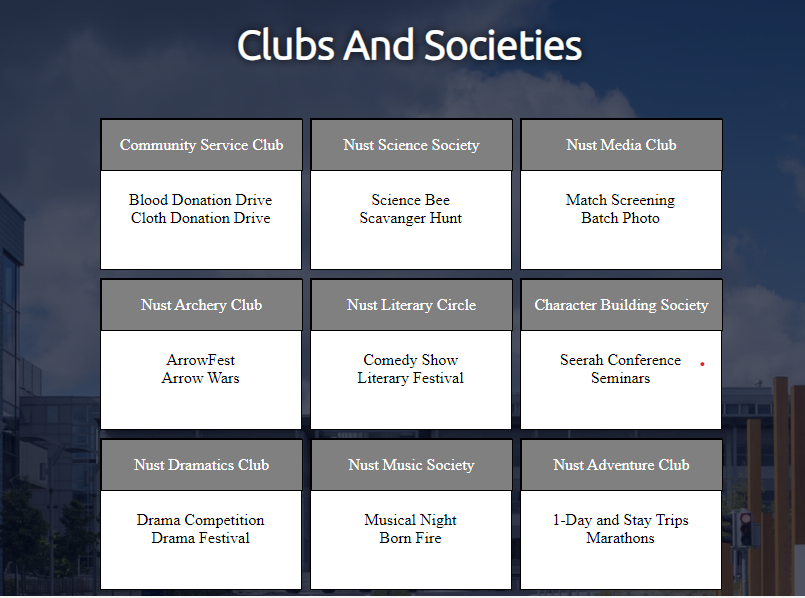 Clubs And Societies
Community Service Club
Blood Donation Drive
Cloth Donation Drive
Nust Science Society
Science Bee
Scavanger Hunt
Nust Media Club
Match Screening
Batch Photo
Nust Archery Club
ArrowFest
Arrow Wars
Nust Literary Circle
Comedy Show
Literary Festival
Character Building Society
Seerah Conference
Seminars
Nust Dramatics Club
Drama Competition
Drama Festival
Nust Music Society
Musical Night
Born Fire
Nust Adventure Club
1-Day and Stay Trips
Marathons